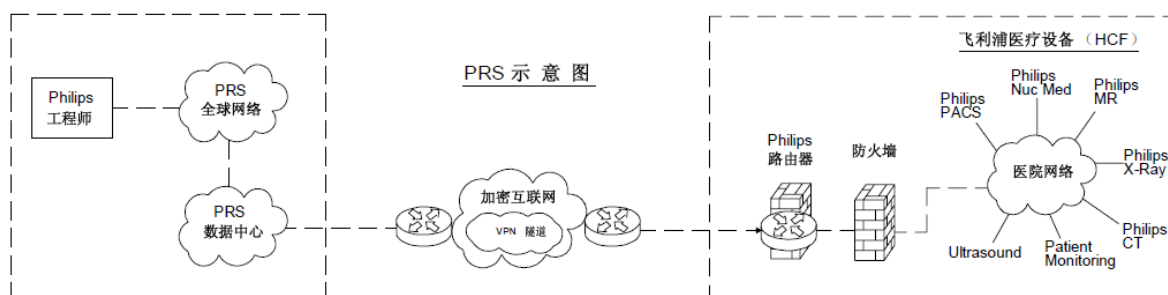 PRS 示 意 图
Philips
工程师
PRS
全球网络
PRS
数据中心
加密互联网
VPN 隧道
Philips
路由器
防火墙
飞利浦医疗设备（HCF）
Philips
PACS
Philips
Nuc Med
Philips
MR
医院网络
Philips
X-Ray
Philips
CT
Patient
Monitoring
Ultrasound